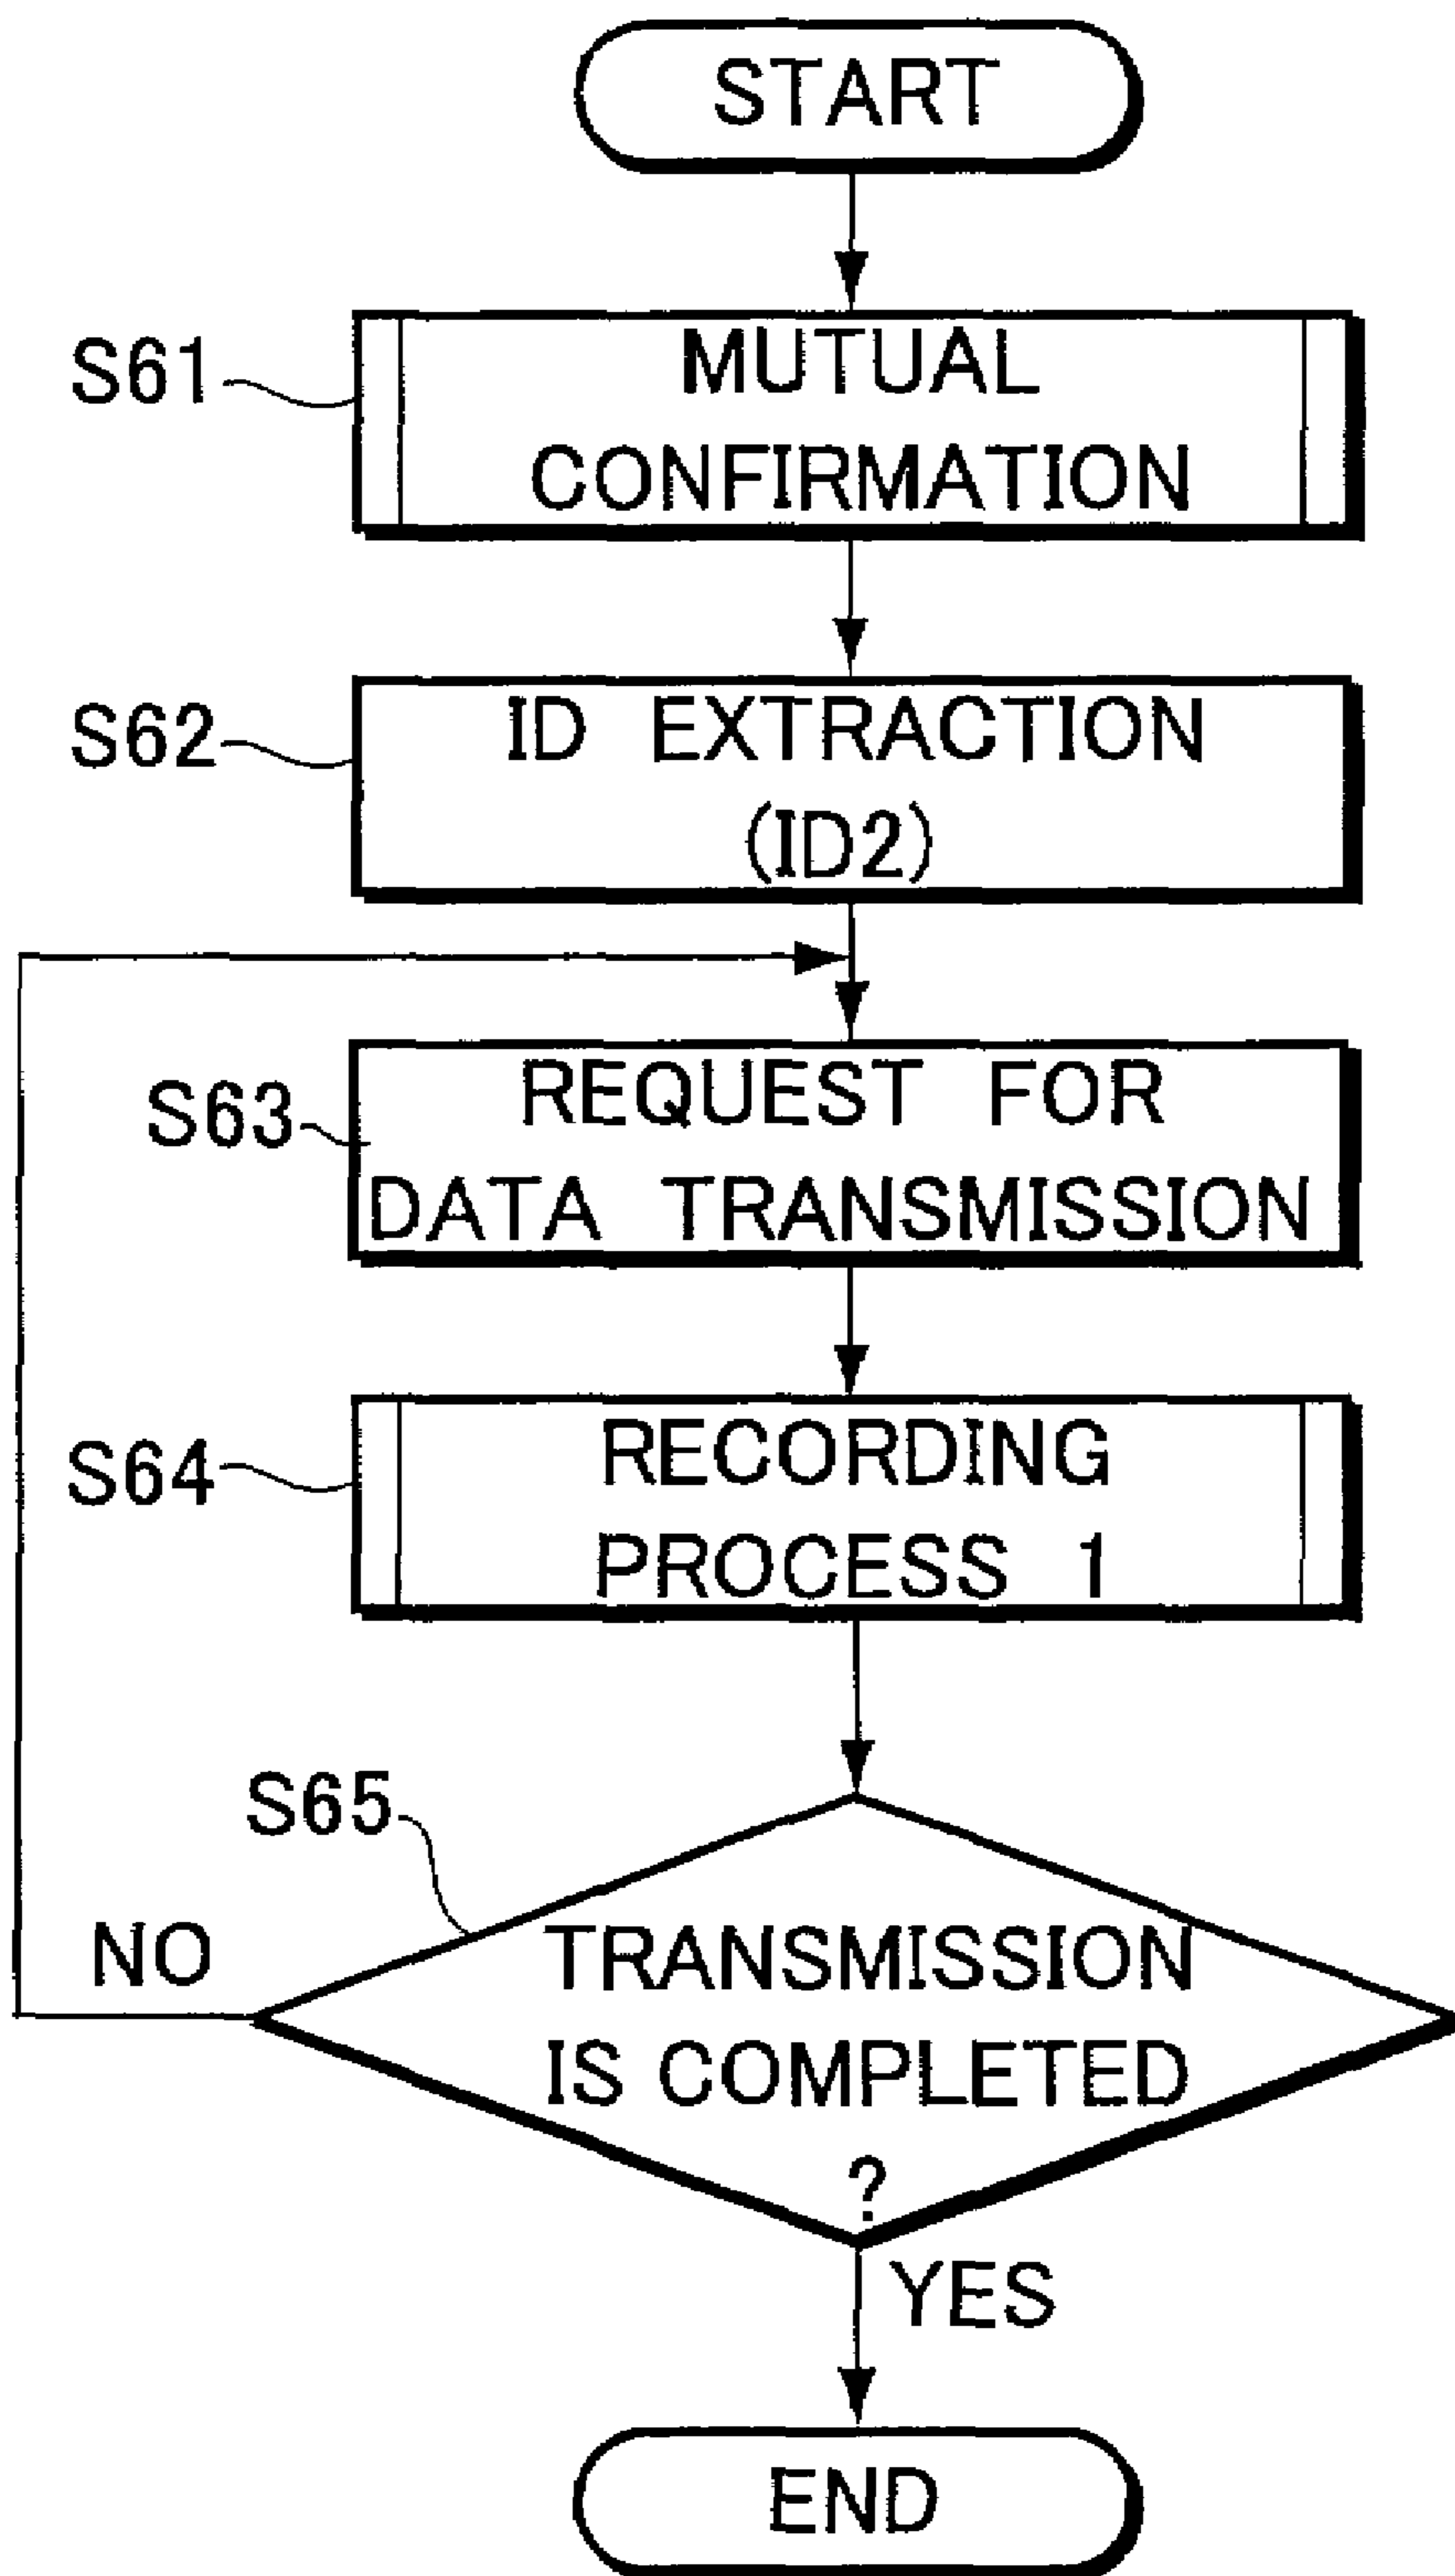 START
S61
MUTUAL
CONFIRMATION
S62
ID EXTRACTION
(ID2)
S63
REQUEST FOR
DATA TRANSMISSION
S64
RECORDING
PROCESS 1
S65
NO
TRANSMISSION
IS COMPLETED
?
YES
END